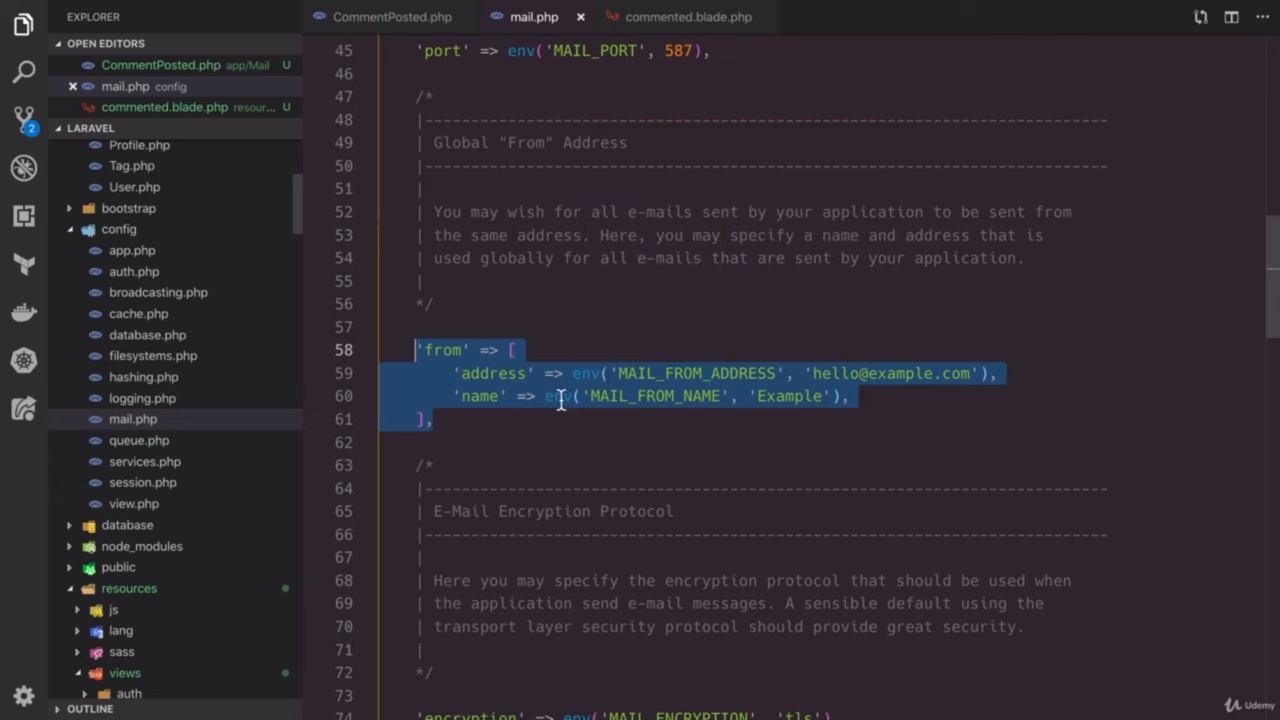 EXPLORER
OPEN EDITORS
CommentPosted.php app/Mail U
mail.php config
commented.blade.php resour... U
LARAVEL
Profile.php
Tag.php
User.php
bootstrap
config
app.php
auth.php
broadcasting.php
cache.php
database.php
filesystems.php
hashing.php
logging.php
mail.php
queue.php
services.php
session.php
view.php
database
node_modules
public
resources
js
lang
sass
views
auth
OUTLINE
2
CommentPosted.php mail.php commented.blade.php
45 'port' => env('MAIL_PORT', 587),
46
47 /*
48 |--------------------------------------------------------------------------
49 | Global "From" Address
50 |--------------------------------------------------------------------------
51 |
52 | You may wish for all e-mails sent by your application to be sent from
53 | the same address. Here, you may specify a name and address that is
54 | used globally for all e-mails that are sent by your application.
55 |
56 */
57
58 'from' => [
59 'address' => env('MAIL_FROM_ADDRESS', 'hello@example.com'),
60 'name' => env('MAIL_FROM_NAME', 'Example'),
61 ],
62
63 /*
64 |--------------------------------------------------------------------------
65 | E-Mail Encryption Protocol
66 |--------------------------------------------------------------------------
67 |
68 | Here you may specify the encryption protocol that should be used when
69 | the application send e-mail messages. A sensible default using the
70 | transport layer security protocol should provide great security.
71 |
72 */
73
74 'encryption' => env('MAIL_ENCRYPTION', 'tls'),
Udemy